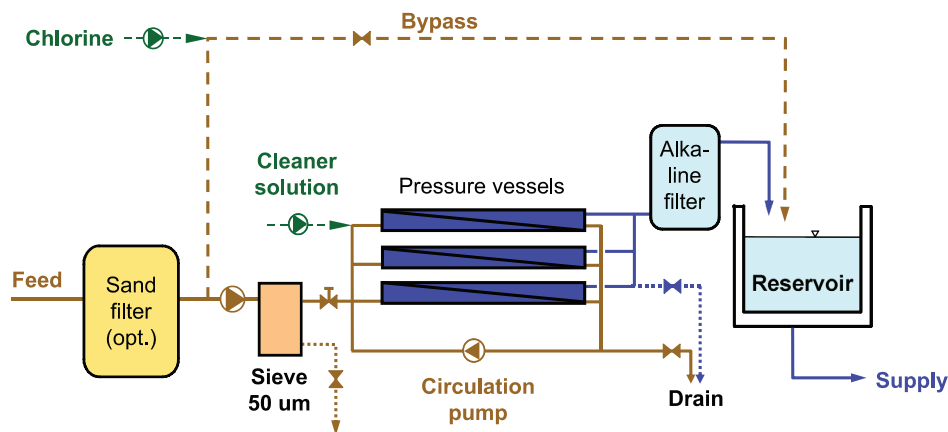 Bypass
Chlorine
Cleaner
solution
Pressure vessels
Alka-
line
filter
Feed
Sand
filter
(opt.)
Reservoir
Sieve
50 um
Circulation
pump
Drain
Supply